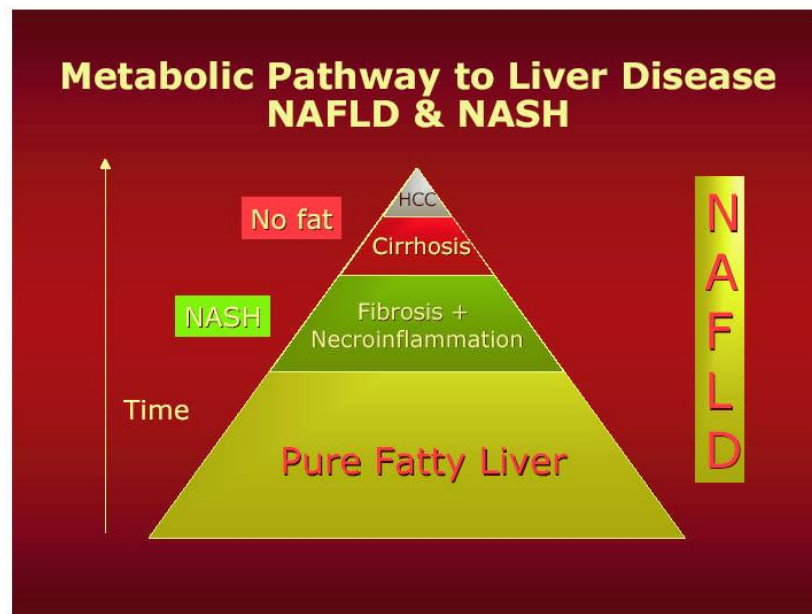 Metabolic Pathway to Liver Disease
NAFLD & NASH
HCC
No fat
Cirrhosis
NASH
Fibrosis +
Necroinflammation
Time
Pure Fatty Liver
N
A
F
L
D